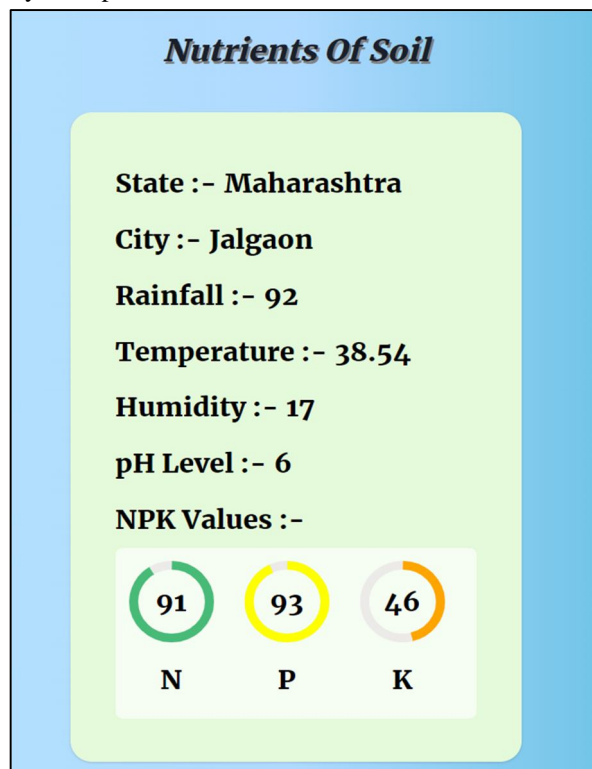 Nutrients Of Soil
State :- Maharashtra
City :- Jalgaon
Rainfall :- 92
Temperature :- 38.54
Humidity :- 17
pH Level :- 6
NPK Values :-
91 93 46
N P K